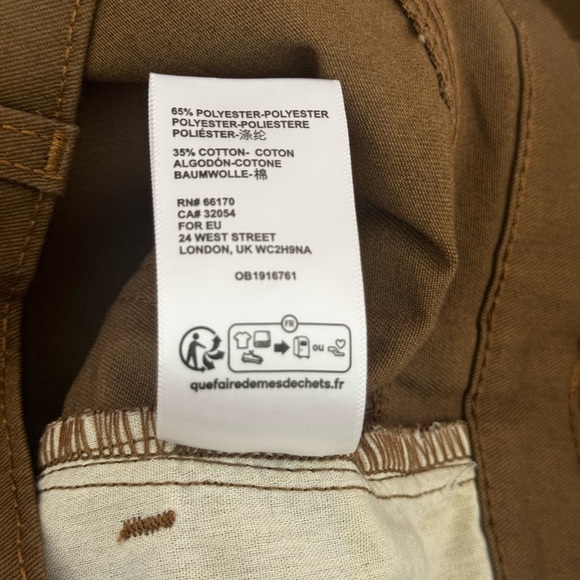 65% POLYESTER-POLYESTER
POLYESTER-POLIESTERE
POLIÉSTER-涤纶
35% COTTON- COTON
ALGODÓN-COTONE
BAUMWOLLE-棉
RN# 66170
CA# 32054
FOR EU
24 WEST STREET
LONDON, UK WC2H9NA
OB1916761
FR
ou
quefairedemesdechets.fr